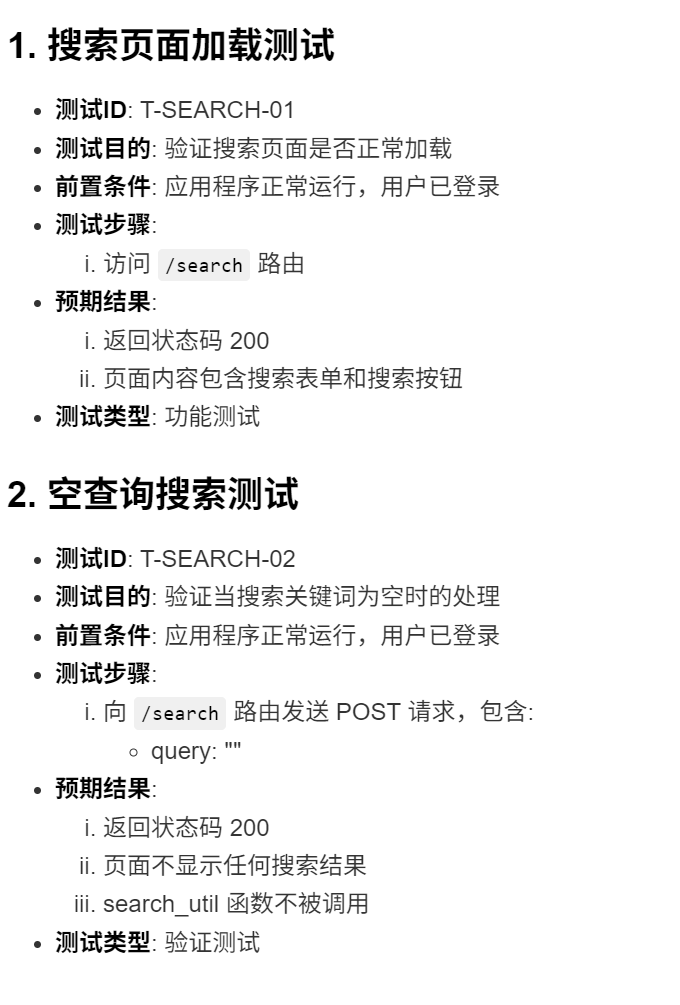 1. 搜索页面加载测试
• 测试ID: T-SEARCH-01
• 测试目的: 验证搜索页面是否正常加载
• 前置条件: 应用程序正常运行，用户已登录
• 测试步骤:
i. 访问 /search 路由
• 预期结果:
i. 返回状态码 200
ii. 页面内容包含搜索表单和搜索按钮
• 测试类型: 功能测试
2. 空查询搜索测试
• 测试ID: T-SEARCH-02
• 测试目的: 验证当搜索关键词为空时的处理
• 前置条件: 应用程序正常运行，用户已登录
• 测试步骤:
i. 向 /search 路由发送 POST 请求，包含:
◦ query: ""
• 预期结果:
i. 返回状态码 200
ii. 页面不显示任何搜索结果
iii. search_util 函数不被调用
• 测试类型: 验证测试